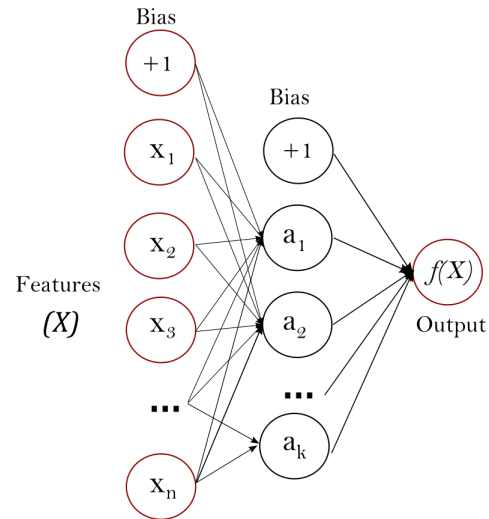 Bias
+1
x₁
x₂
x₃
...
xₙ
Features
(X)
Bias
+1
a₁
a₂
...
aₖ
f(X)
Output